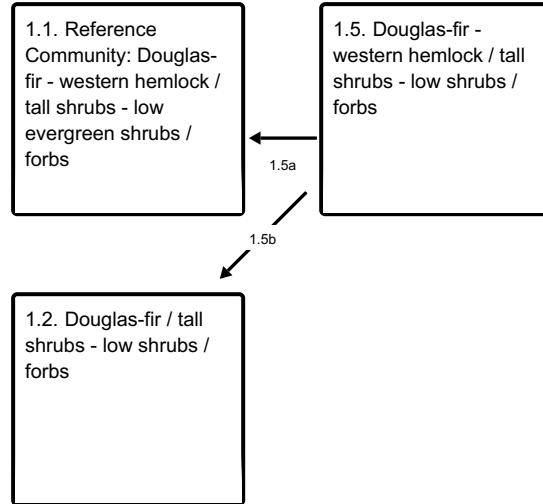 1.1. Reference
Community: Douglas-
fir - western hemlock /
tall shrubs - low
evergreen shrubs /
forbs
1.5. Douglas-fir -
western hemlock / tall
shrubs - low shrubs /
forbs
1.5a
1.5b
1.2. Douglas-fir / tall
shrubs - low shrubs /
forbs